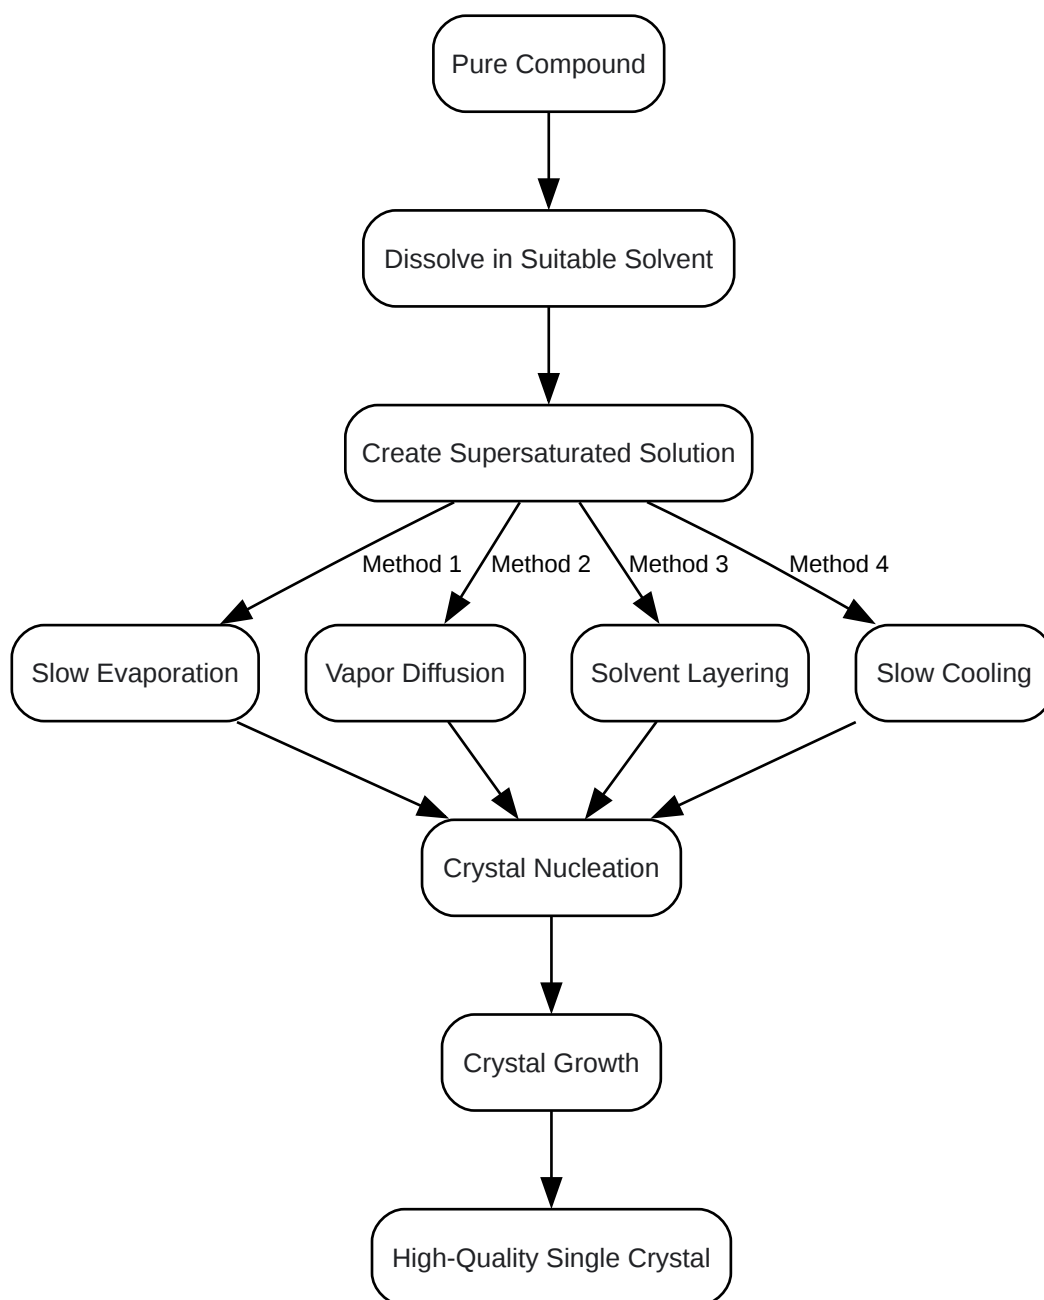 Pure Compound
Dissolve in Suitable Solvent
Create Supersaturated Solution
Method 1
Method 2
Method 3
Method 4
Slow Evaporation
Vapor Diffusion
Solvent Layering
Slow Cooling
Crystal Nucleation
Crystal Growth
High-Quality Single Crystal